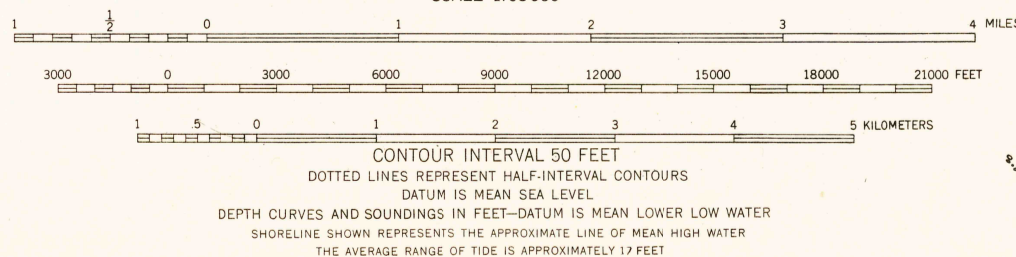 1 ½ 0 1 2 3 4 MILES
3000 0 3000 6000 9000 12000 15000 18000 21000 FEET
1 .5 0 1 2 3 4 5 KILOMETERS
CONTOUR INTERVAL 50 FEET
DOTTED LINES REPRESENT HALF-INTERVAL CONTOURS
DATUM IS MEAN SEA LEVEL
DEPTH CURVES AND SOUNDINGS IN FEET—DATUM IS MEAN LOWER LOW WATER
SHORELINE SHOWN REPRESENTS THE APPROXIMATE LINE OF MEAN HIGH WATER
THE AVERAGE RANGE OF TIDE IS APPROXIMATELY 17 FEET